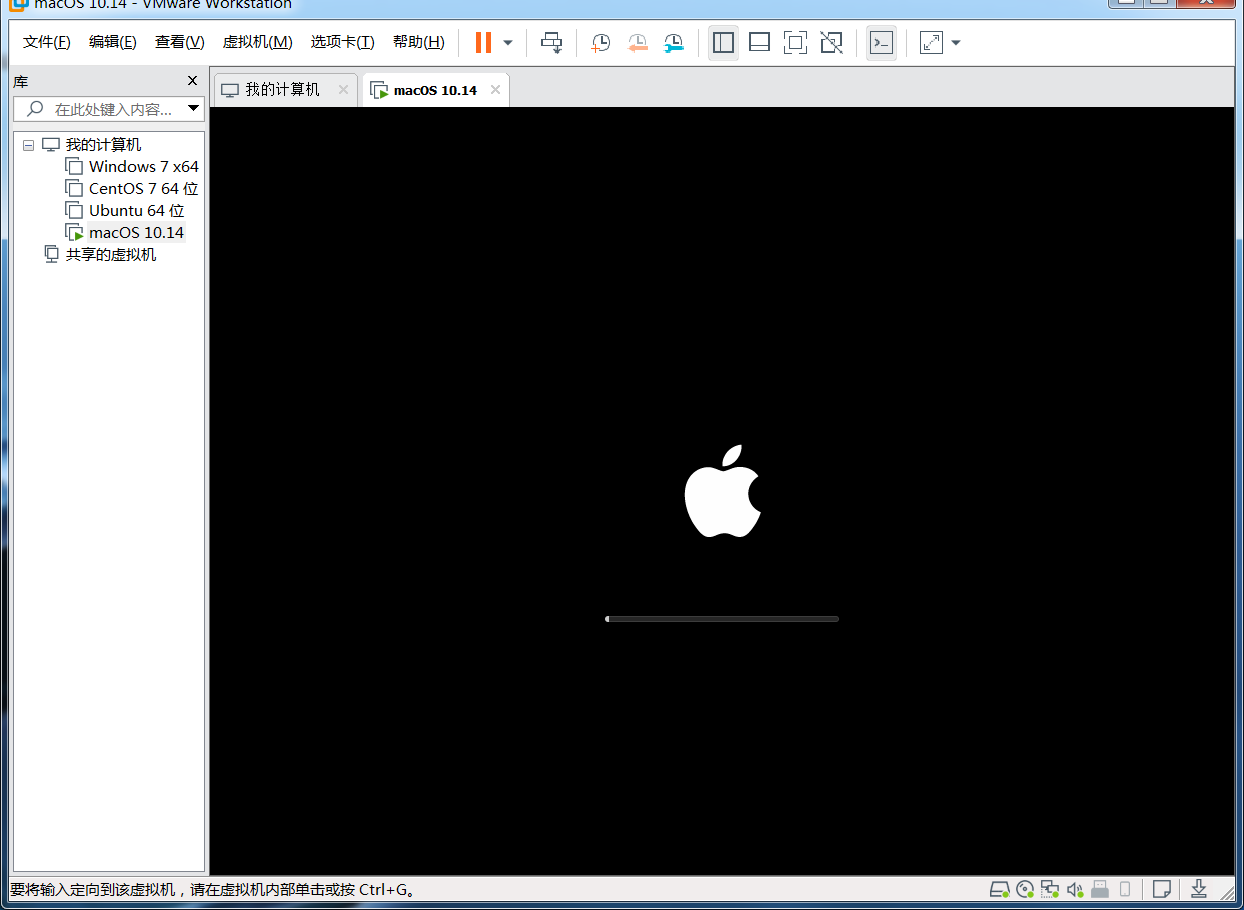 macOS 10.14 - VMware Workstation
文件(F) 编辑(E) 查看(V) 虚拟机(M) 选项卡(T) 帮助(H)
库
在此处键入内容...
我的计算机
Windows 7 x64
CentOS 7 64 位
Ubuntu 64 位
macOS 10.14
共享的虚拟机
我的计算机 macOS 10.14
要将输入定向到该虚拟机，请在虚拟机内部单击或按 Ctrl+G。